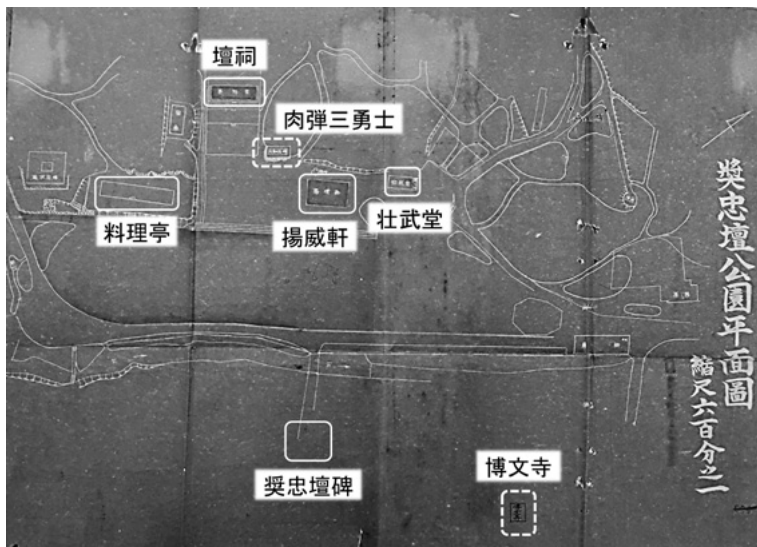 壇祠
肉弾三勇士
料理亭
揚威軒
壮武堂
奬忠壇公園平面圖
縮尺六百分之一
奨忠壇碑
博文寺